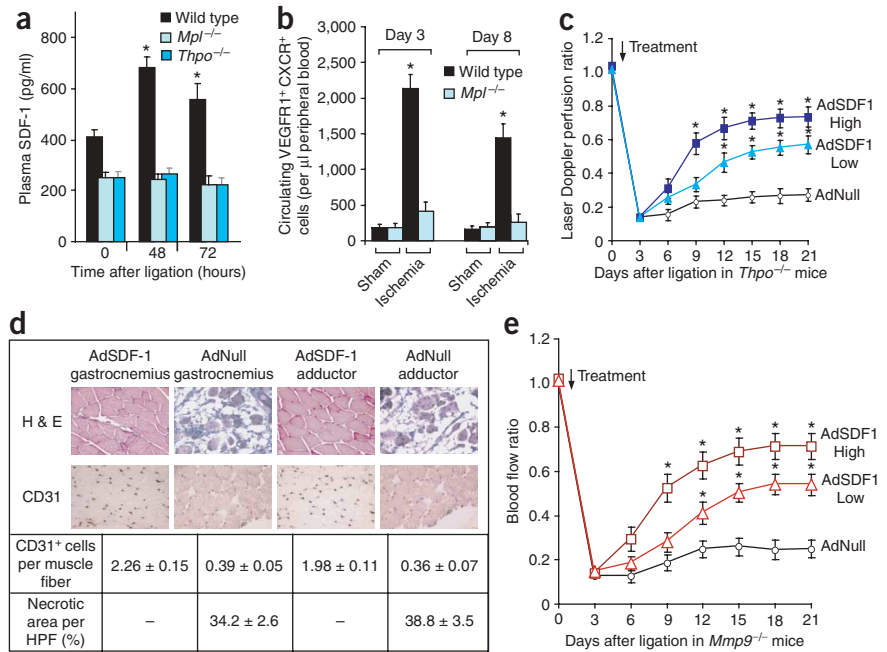 a
Wild type
Mpl−/−
Thpo−/−
Plasma SDF-1 (pg/ml)
800
600
400
200
0
*
*
0
48
72
Time after ligation (hours)
b
Circulating VEGFR1+ CXCR+
cells (per µl peripheral blood)
3,000
2,500
2,000
1,500
1,000
500
0
Day 3
Day 8
Wild type
Mpl−/−
*
*
Sham
Ischemia
Sham
Ischemia
c
Laser Doppler perfusion ratio
1.2
1.0
0.8
0.6
0.4
0.2
0
Treatment
* * * * *
AdSDF1
High
* * * *
AdSDF1
Low
AdNull
0 3 6 9 12 15 18 21
Days after ligation in Thpo−/− mice
d
AdSDF-1
gastrocnemius
AdNull
gastrocnemius
AdSDF-1
adductor
AdNull
adductor
H & E
CD31
CD31+ cells
per muscle
fiber
2.26 ± 0.15
0.39 ± 0.05
1.98 ± 0.11
0.36 ± 0.07
Necrotic
area per
HPF (%)
–
34.2 ± 2.6
–
38.8 ± 3.5
e
Blood flow ratio
1.2
1.0
0.8
0.6
0.4
0.2
0
Treatment
* * * * *
AdSDF1
High
* * * *
AdSDF1
Low
AdNull
0 3 6 9 12 15 18 21
Days after ligation in Mmp9−/− mice